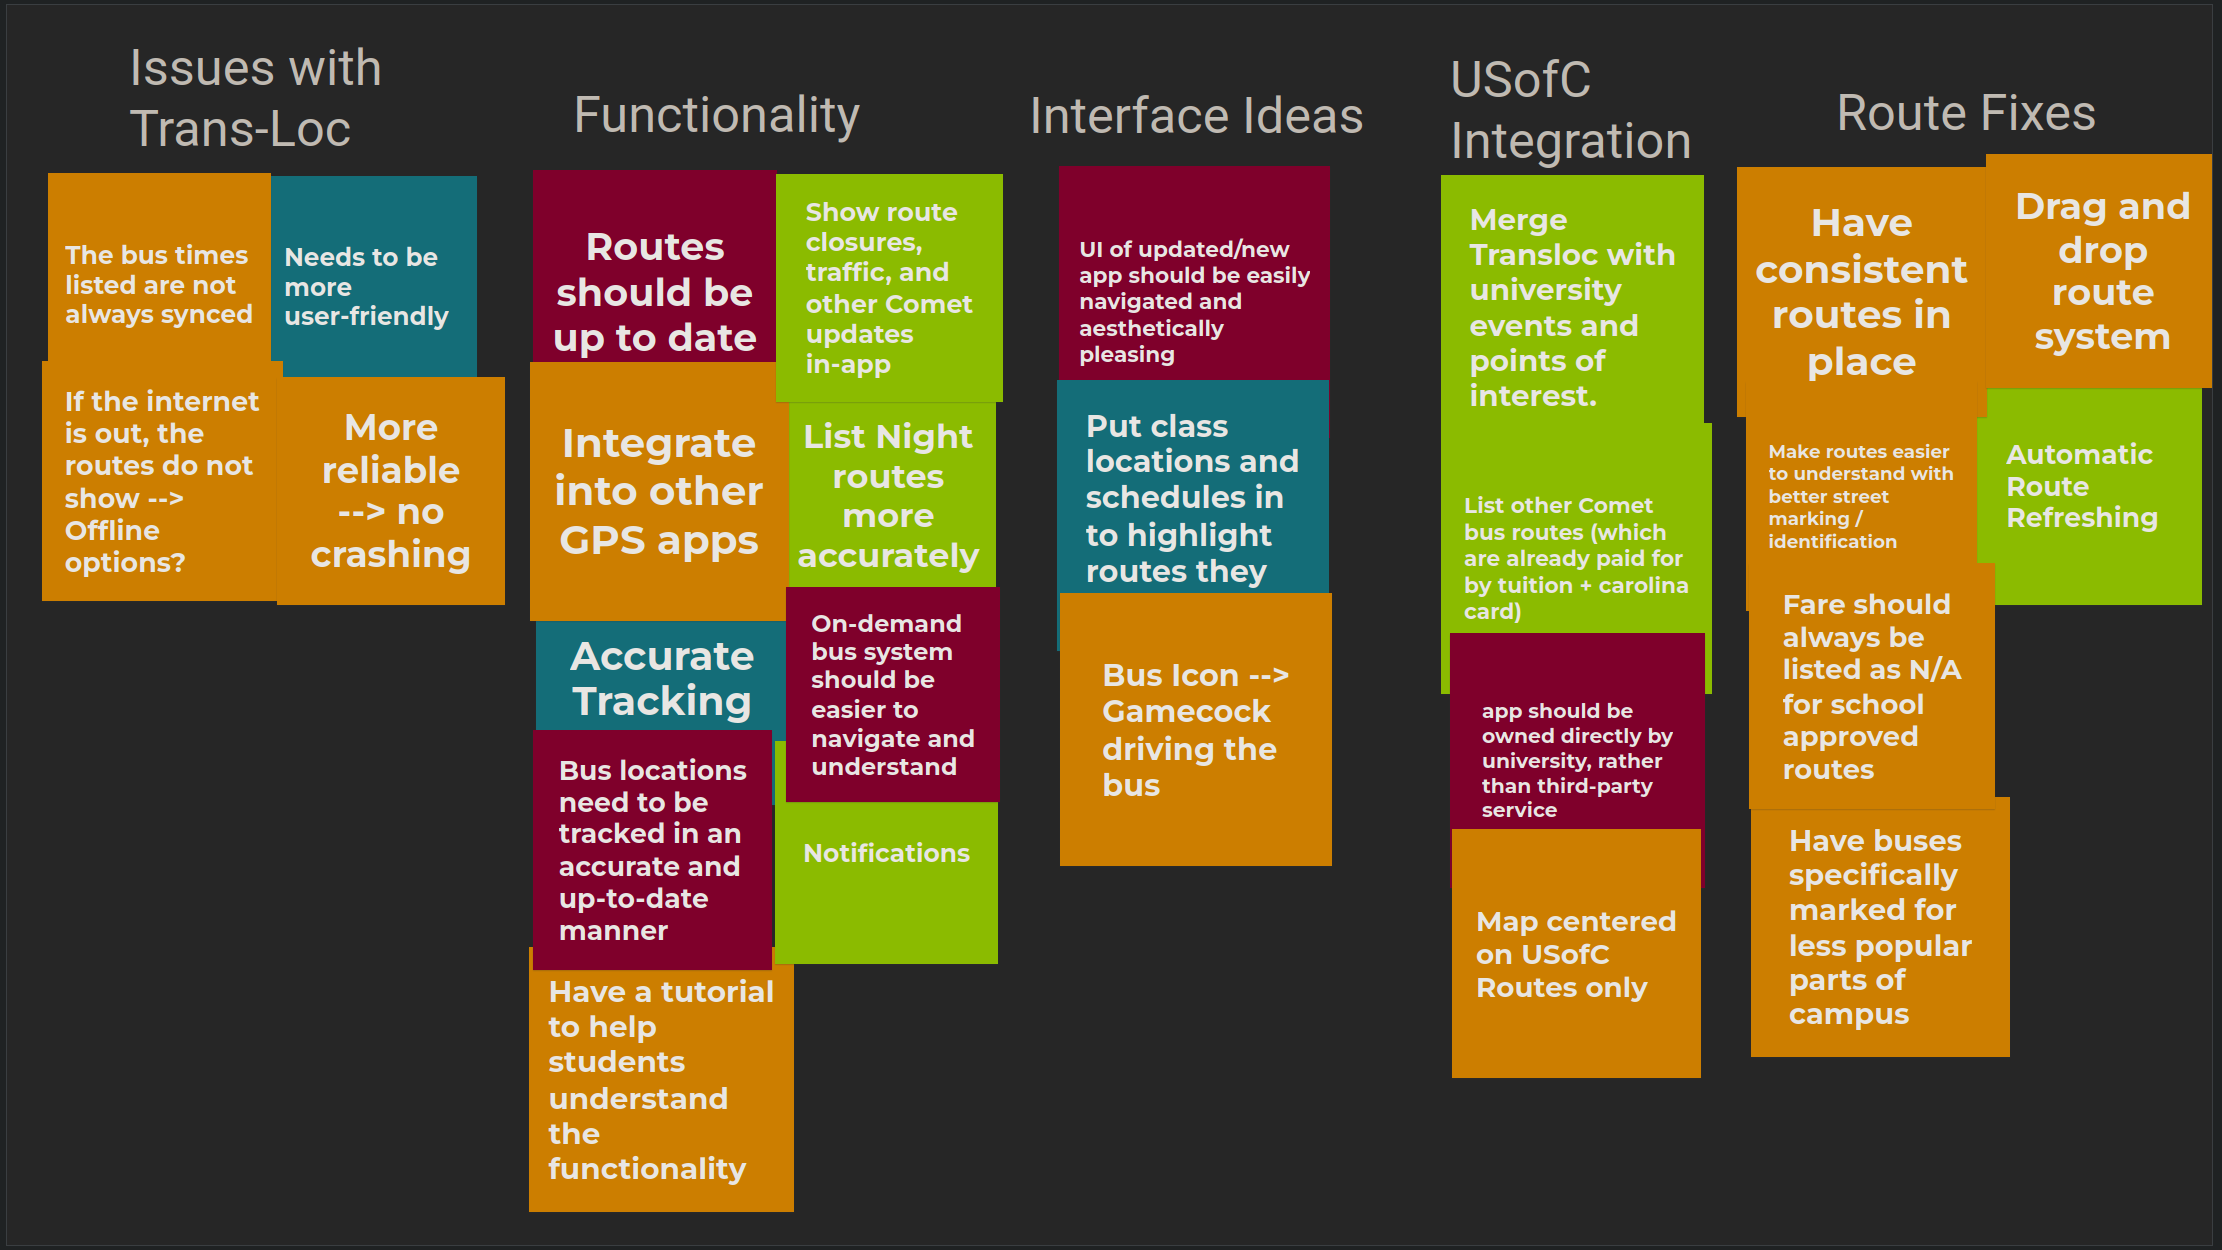 Issues with
Trans-Loc
The bus times
listed are not
always synced
Needs to be
more
user-friendly
If the internet
is out, the
routes do not
show -->
Offline
options?
More
reliable
--> no
crashing
Functionality
Routes
should be
up to date
Show route
closures,
traffic, and
other Comet
updates
in-app
Integrate
into other
GPS apps
List Night
routes
more
accurately
Accurate
Tracking
On-demand
bus system
should be
easier to
navigate and
understand
Bus locations
need to be
tracked in an
accurate and
up-to-date
manner
Notifications
Have a tutorial
to help
students
understand
the
functionality
Interface Ideas
UI of updated/new
app should be easily
navigated and
aesthetically
pleasing
Put class
locations and
schedules in
to highlight
routes they
Bus Icon -->
Gamecock
driving the
bus
USofC
Integration
Merge
Transloc with
university
events and
points of
interest.
List other Comet
bus routes (which
are already paid for
by tuition + carolina
card)
app should be
owned directly by
university, rather
than third-party
service
Map centered
on USofC
Routes only
Route Fixes
Have
consistent
routes in
place
Drag and
drop
route
system
Make routes easier
to understand with
better street
marking /
identification
Automatic
Route
Refreshing
Fare should
always be
listed as N/A
for school
approved
routes
Have buses
specifically
marked for
less popular
parts of
campus